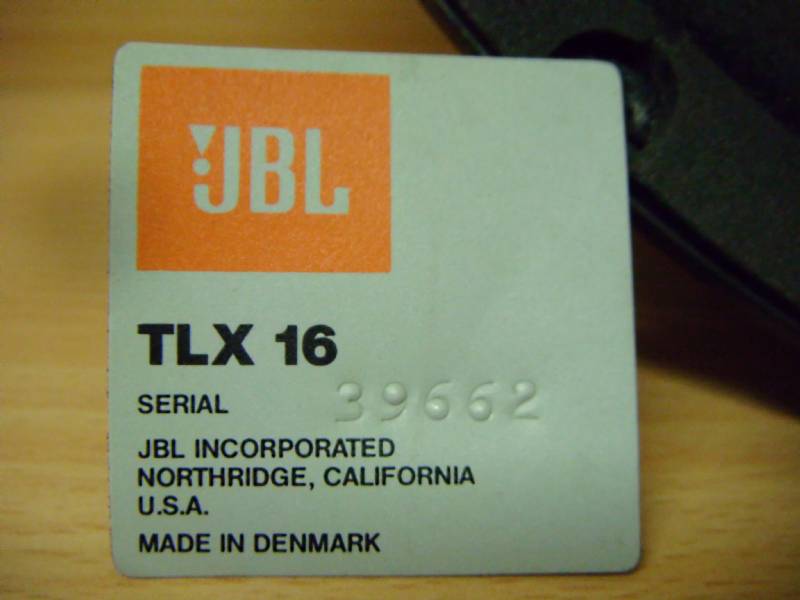 JBL
TLX 16
SERIAL 39662
JBL INCORPORATED
NORTHRIDGE, CALIFORNIA
U.S.A.
MADE IN DENMARK